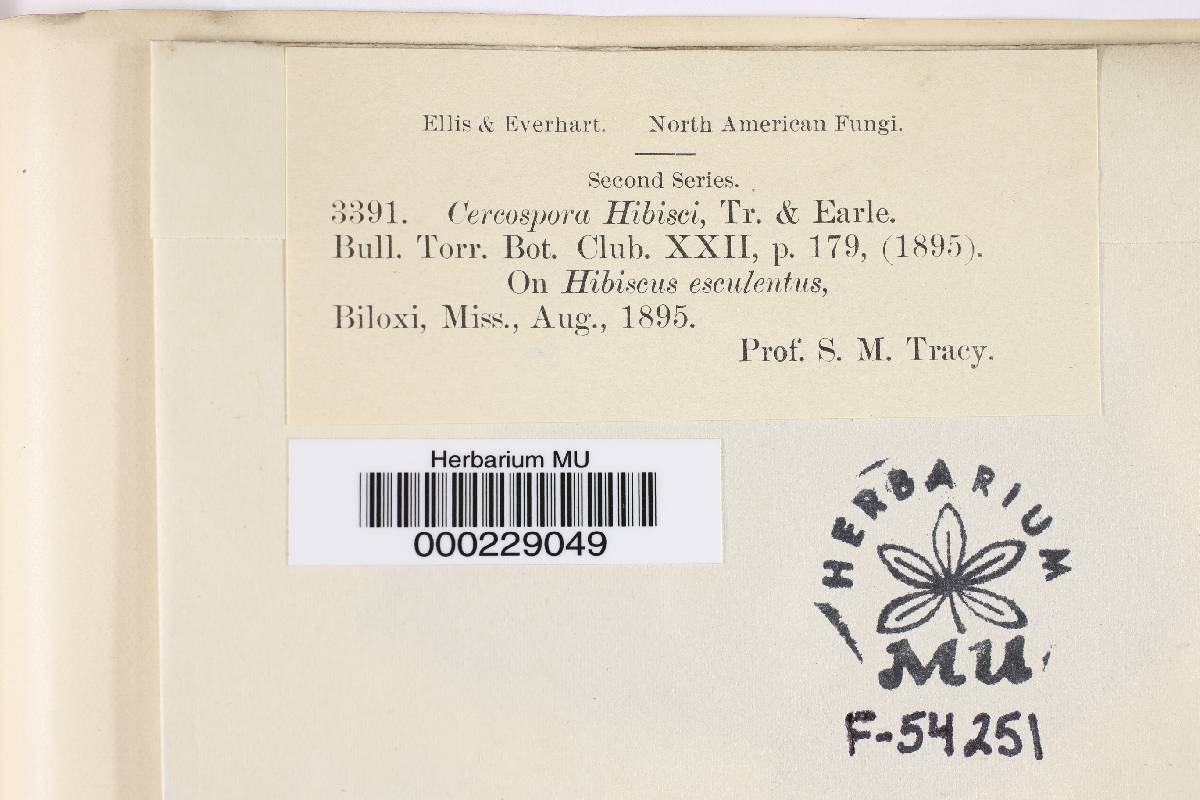 Ellis & Everhart. North American Fungi.
Second Series.
3391. Cercospora Hibisci, Tr. & Earle.
Bull. Torr. Bot. Club. XXII, p. 179, (1895).
On Hibiscus esculentus,
Biloxi, Miss., Aug., 1895.
Prof. S. M. Tracy.
Herbarium MU
000229049
HERBARIUM
MU
F-54251